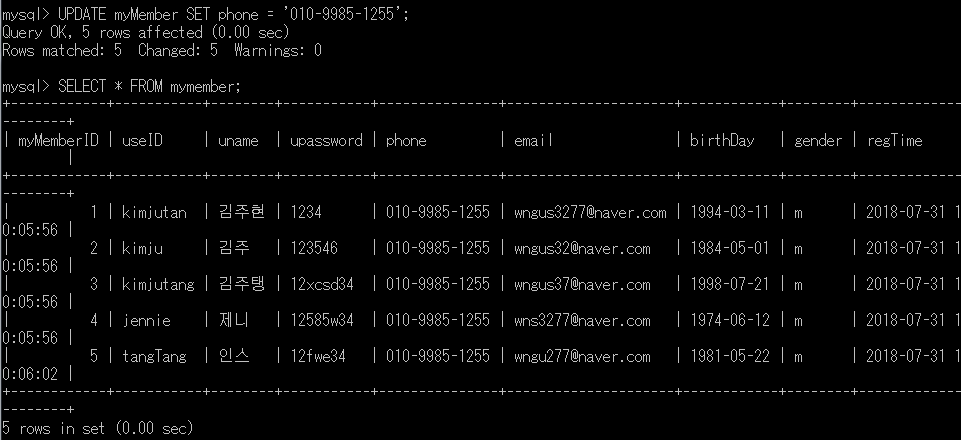 mysql> UPDATE myMember SET phone = '010-9985-1255';
Query OK, 5 rows affected (0.00 sec)
Rows matched: 5  Changed: 5  Warnings: 0

mysql> SELECT * FROM mymember;
+------------+----------+--------+-----------+---------------+--------------------+------------+--------+-------------
--------+
| myMemberID | useID    | uname  | upassword | phone         | email              | birthDay   | gender | regTime
        |
+------------+----------+--------+-----------+---------------+--------------------+------------+--------+-------------
--------+
|          1 | kimjutan | 김주현 | 1234      | 010-9985-1255 | wngus3277@naver.com | 1994-03-11 | m      | 2018-07-31 1
0:05:56 |
|          2 | kimju    | 김주   | 123546    | 010-9985-1255 | wngus32@naver.com  | 1984-05-01 | m      | 2018-07-31 1
0:05:56 |
|          3 | kimjutang | 김주탱 | 12xcsd34  | 010-9985-1255 | wngus37@naver.com  | 1998-07-21 | m      | 2018-07-31 1
0:05:56 |
|          4 | jennie   | 제니   | 12585w34  | 010-9985-1255 | wns3277@naver.com  | 1974-06-12 | m      | 2018-07-31 1
0:05:56 |
|          5 | tangTang | 인스   | 12fwe34   | 010-9985-1255 | wngu277@naver.com  | 1981-05-22 | m      | 2018-07-31 1
0:06:02 |
+------------+----------+--------+-----------+---------------+--------------------+------------+--------+-------------
--------+
5 rows in set (0.00 sec)